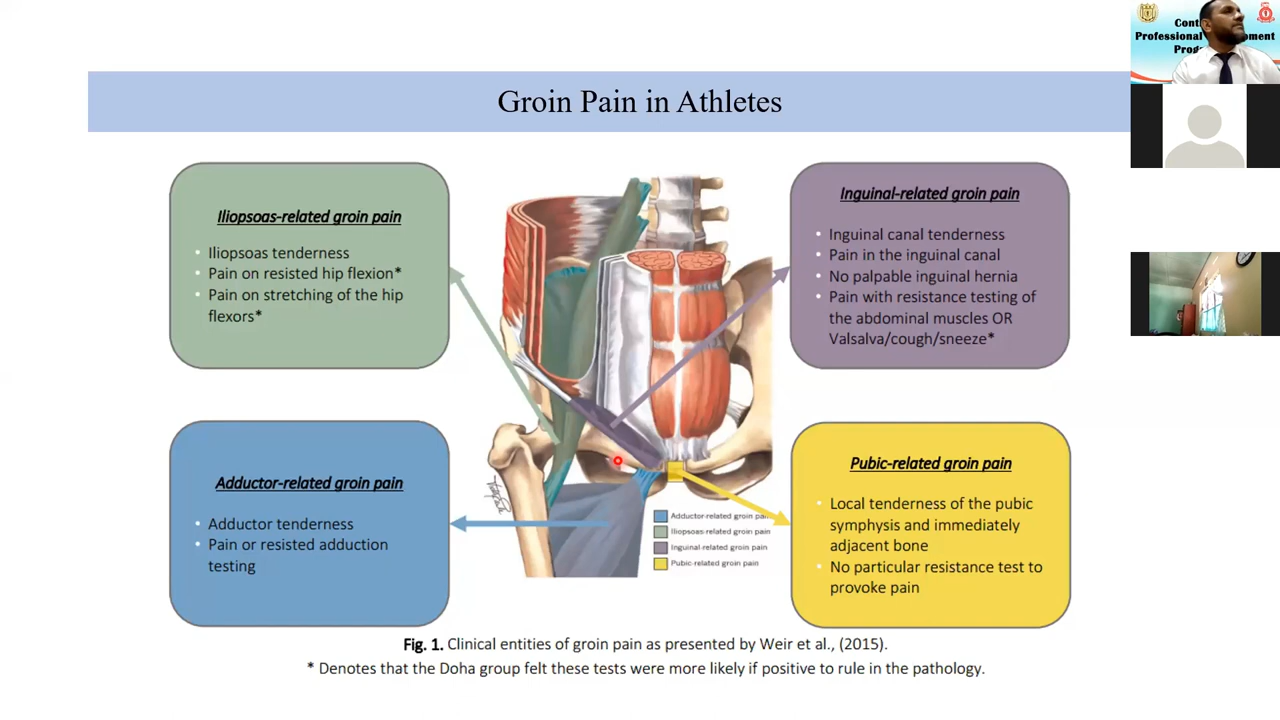 Groin Pain in Athletes
Iliopsoas-related groin pain
• Iliopsoas tenderness
• Pain on resisted hip flexion*
• Pain on stretching of the hip
flexors*
Inguinal-related groin pain
• Inguinal canal tenderness
• Pain in the inguinal canal
• No palpable inguinal hernia
• Pain with resistance testing of
the abdominal muscles OR
Valsalva/cough/sneeze*
Adductor-related groin pain
• Adductor tenderness
• Pain or resisted adduction
testing
Pubic-related groin pain
• Local tenderness of the pubic
symphysis and immediately
adjacent bone
• No particular resistance test to
provoke pain
Adductor-related groin pain
Iliopsoas-related groin pain
Inguinal-related groin pain
Pubic-related groin pain
Fig. 1. Clinical entities of groin pain as presented by Weir et al., (2015).
* Denotes that the Doha group felt these tests were more likely if positive to rule in the pathology.
Professional